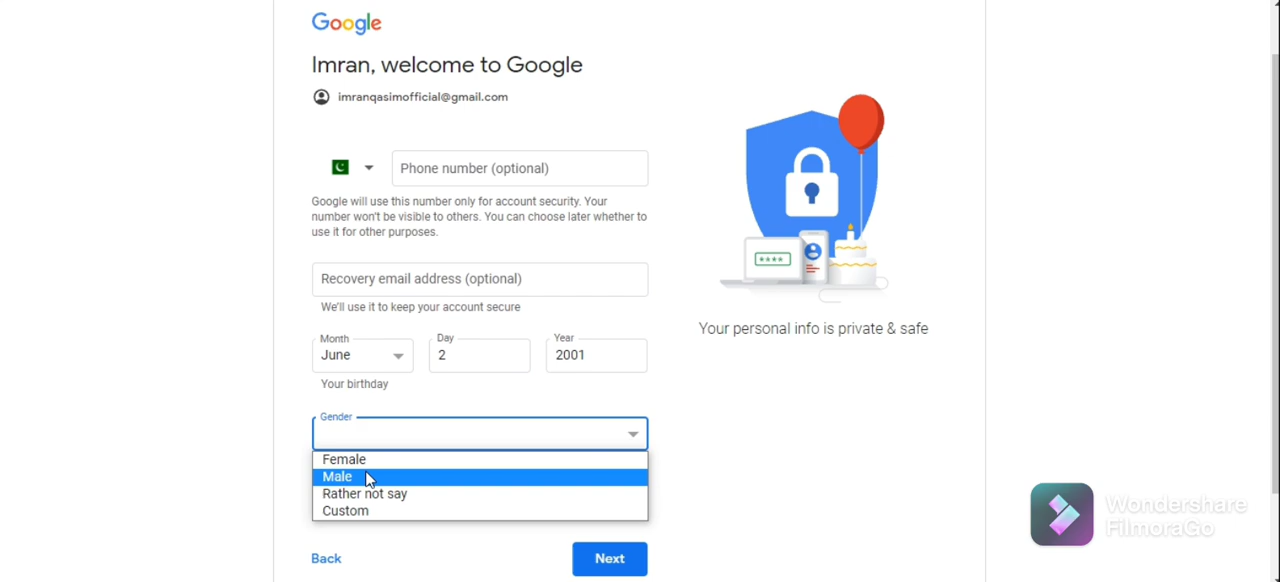 Google
Imran, welcome to Google
imranqasimofficial@gmail.com
Phone number (optional)
Google will use this number only for account security. Your
number won't be visible to others. You can choose later whether to
use it for other purposes.
Recovery email address (optional)
We'll use it to keep your account secure
Month
Day
Year
June
2
2001
Your birthday
Gender
Female
Male
Rather not say
Custom
Back
Next
****
Your personal info is private & safe
Wondershare
FilmoraGo